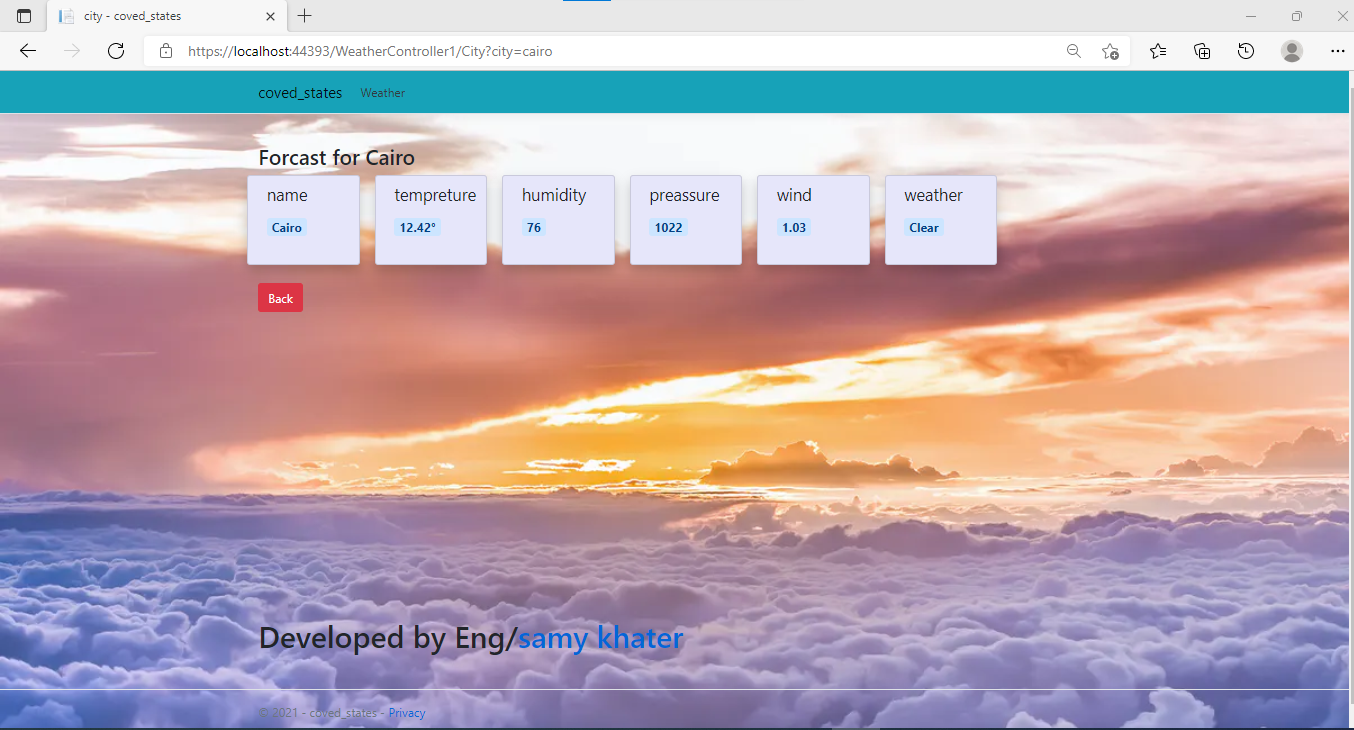 city - coved_states
https://localhost:44393/WeatherController1/City?city=cairo
coved_states Weather
Forcast for Cairo
name tempreture humidity preassure wind weather
Cairo 12.42° 76 1022 1.03 Clear
Back
Developed by Eng/samy khater
© 2021 - coved_states - Privacy